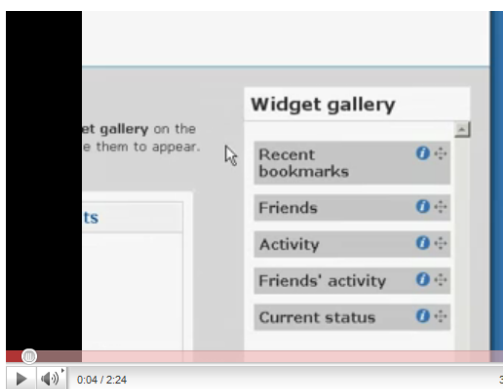 Widget gallery
et gallery on the
e them to appear.
Recent
bookmarks
Friends
ts
Activity
Friends' activity
Current status
0:04 / 2:24